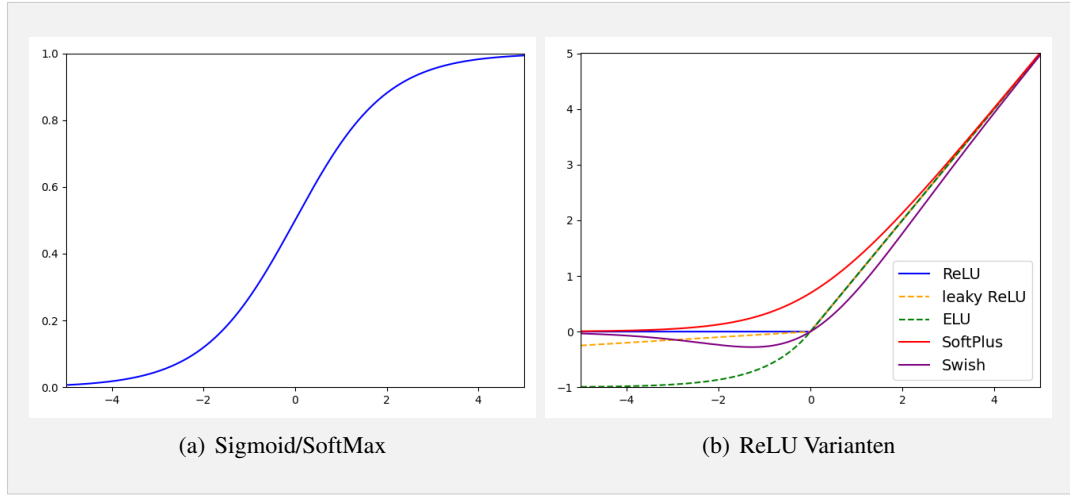 1.0
0.8
0.6
0.4
0.2
0.0
−4 −2 0 2 4
(a) Sigmoid/SoftMax
5
4
3
2
1
0
−1
−4 −2 0 2 4
ReLU
leaky ReLU
ELU
SoftPlus
Swish
(b) ReLU Varianten